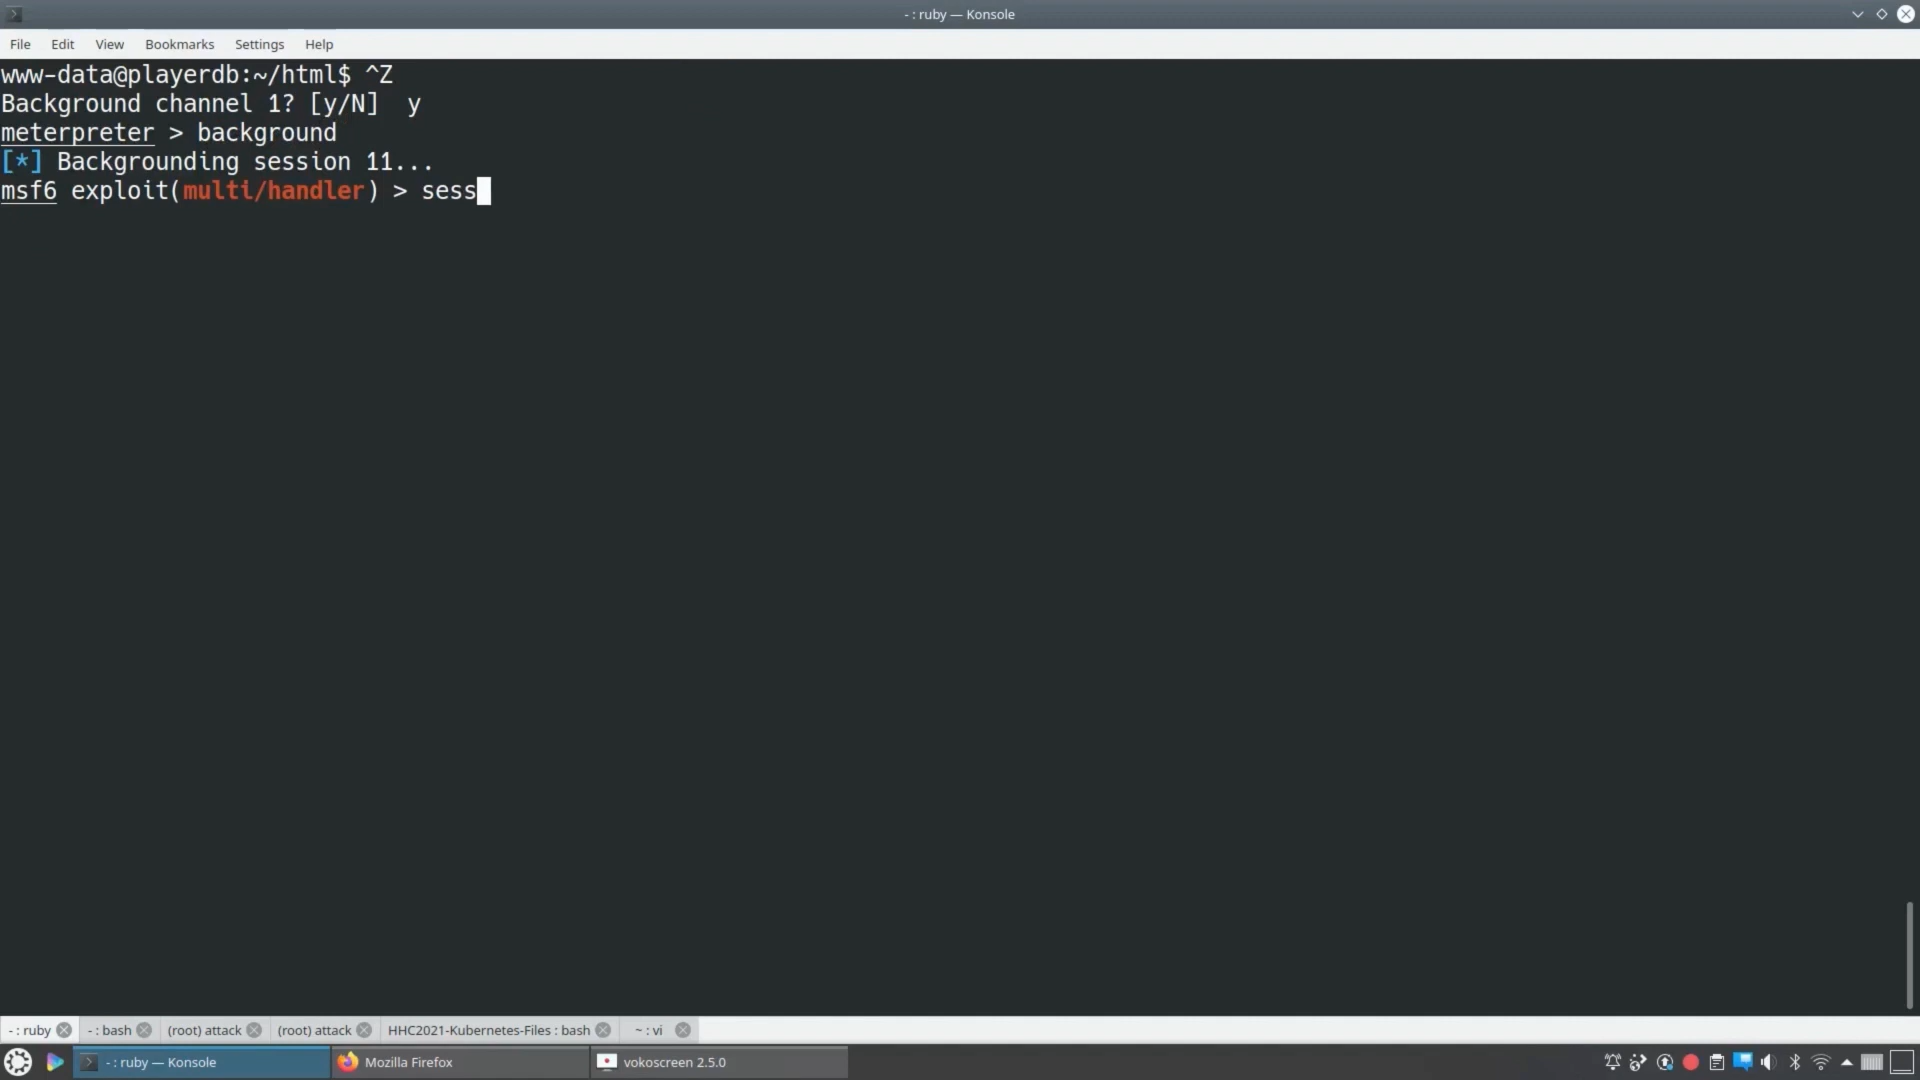 - : ruby — Konsole
File Edit View Bookmarks Settings Help
www-data@playerdb:~/html$ ^Z
Background channel 1? [y/N]  y
meterpreter > background
[*] Backgrounding session 11...
msf6 exploit(multi/handler) > sess
- : ruby - : bash (root) attack (root) attack HHC2021-Kubernetes-Files : bash ~ : vi
- : ruby — Konsole Mozilla Firefox vokoscreen 2.5.0